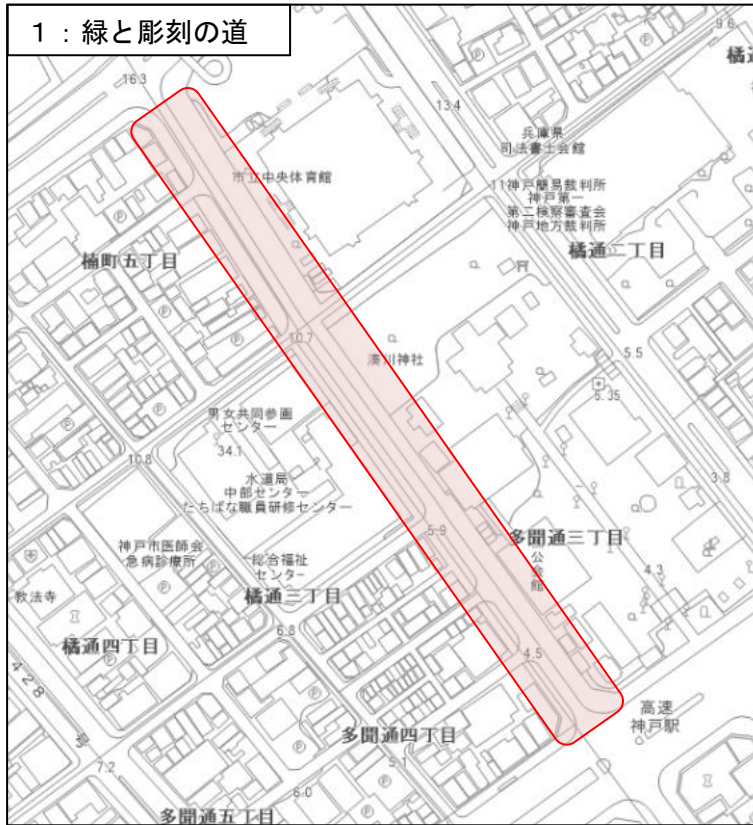 1：緑と彫刻の道
16.3
9.6
橘通
13.4
兵庫県
司法書士会館
市立中央体育館
11神戸簡易裁判所
神戸第一
第二検察審査会
神戸地方裁判所
橘通二丁目
楠町五丁目
10.7
湊川神社
5.5
5.35
男女共同参画
センター
34.1
10.8
水道局
中部センター
たちばな職員研修センター
3.8
5.9
多聞通三丁目
公会館
神戸市医師会
急病診療所
総合福祉
センター
橘通三丁目
4.3
教法寺
6.8
橘通四丁目
4.5
428
号
高速
神戸駅
多聞通四丁目
5.1
7.2
6.0
多聞通五丁目